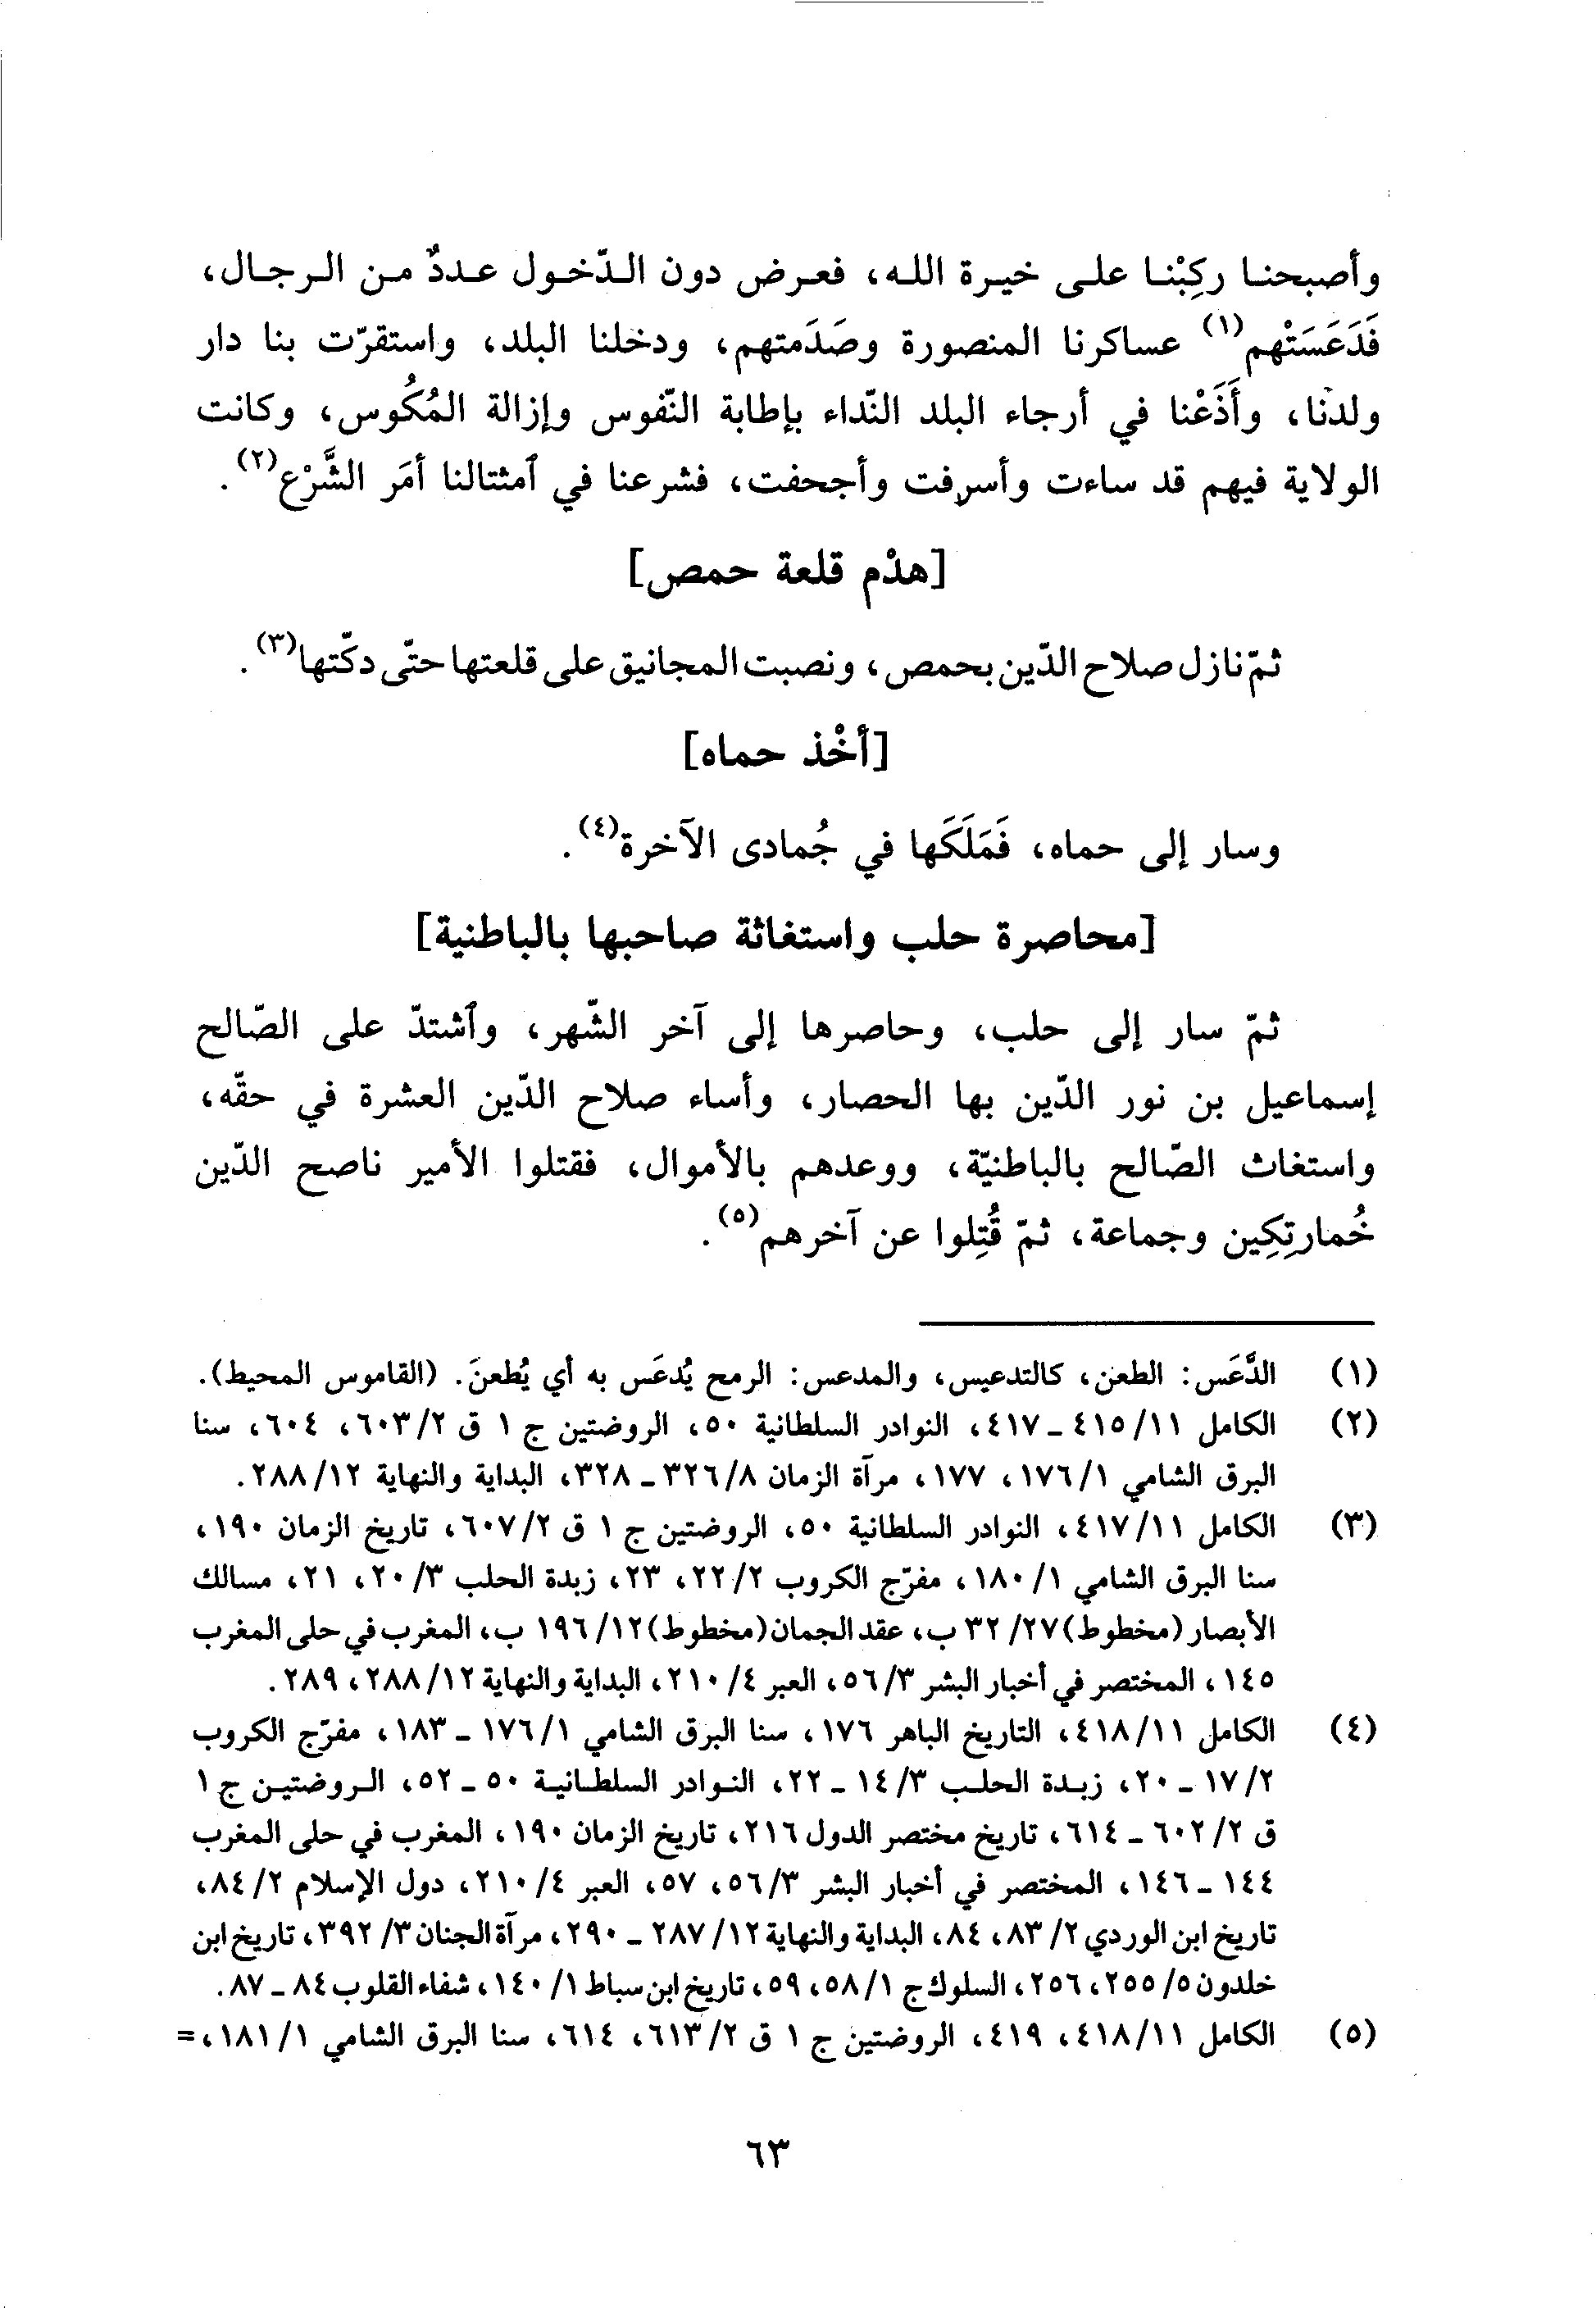 وأصبحنا ركِبْنا على خيرة الله، فعرض دون الدّخول عددٌ من الرجال،
فَدَعَسَتْهم(١) عساكرنا المنصورة وصَدَمتهم، ودخلنا البلد، واستقرّت بنا دار
ولدنا، وأَذَعْنا في أرجاء البلد النّداء بإطابة النّفوس وإزالة المُكُوس، وكانت
الولاية فيهم قد ساءت وأسرفت وأجحفت، فشرعنا في ٱمتثالنا أمَر الشَّرْع(٢).
[هدْم قلعة حمص]
ثمّ نازل صلاح الدّين بحمص، ونصبت المجانيق على قلعتها حتّى دكّتها(٣).
[أخْذ حماه]
وسار إلى حماه، فَمَلَكَها في جُمادى الآخرة(٤).
[محاصرة حلب واستغاثة صاحبها بالباطنية]
ثمّ سار إلى حلب، وحاصرها إلى آخر الشّهر، وٱشتدّ على الصّالح
إسماعيل بن نور الدّين بها الحصار، وأساء صلاح الدّين العشرة في حقّه،
واستغاث الصّالح بالباطنيّة، ووعدهم بالأموال، فقتلوا الأمير ناصح الدّين
خُمارتِكِين وجماعة، ثمّ قُتِلوا عن آخرهم(٥).
(١) الدَّعَس: الطعن، كالتدعيس، والمدعس: الرمح يُدعَس به أي يُطعنَ. (القاموس المحيط).
(٢) الكامل ٤١٥/١١ ـ ٤١٧، النوادر السلطانية ٥٠، الروضتين ج ١ ق ٦٠٣/٢، ٦٠٤، سنا
البرق الشامي ١٧٦/١، ١٧٧، مرآة الزمان ٣٢٦/٨ ـ ٣٢٨، البداية والنهاية ٢٨٨/١٢.
(٣) الكامل ٤١٧/١١، النوادر السلطانية ٥٠، الروضتين ج ١ ق ٦٠٧/٢، تاريخ الزمان ١٩٠،
سنا البرق الشامي ١٨٠/١، مفرّج الكروب ٢٢/٢، ٢٣، زبدة الحلب ٢٠/٣، ٢١، مسالك
الأبصار (مخطوط) ٢٧/ ٣٢ ب، عقد الجمان (مخطوط) ١٩٦/١٢ ب، المغرب في حلى المغرب
١٤٥، المختصر في أخبار البشر ٥٦/٣، العبر ٢١٠/٤، البداية والنهاية ٢٨٨/١٢، ٢٨٩.
(٤) الكامل ٤١٨/١١، التاريخ الباهر ١٧٦، سنا البرق الشامي ١٧٦/١ ـ ١٨٣، مفرّج الكروب
١٧/٢ ـ ٢٠، زبدة الحلب ١٤/٣ ـ ٢٢، النوادر السلطانية ٥٠ ـ ٥٢، الروضتين ج ١
ق ٦٠٢/٢ ـ ٦١٤، تاريخ مختصر الدول ٢١٦، تاريخ الزمان ١٩٠، المغرب في حلى المغرب
١٤٤ ـ ١٤٦، المختصر في أخبار البشر ٥٦/٣، ٥٧، العبر ٢١٠/٤، دول الإسلام ٨٤/٢،
تاريخ ابن الوردي ٨٣/٢، ٨٤، البداية والنهاية ٢٨٧/١٢ ـ ٢٩٠، مرآة الجنان ٣٩٢/٣، تاريخ ابن
خلدون ٢٥٥/٥، ٢٥٦، السلوك ج ٥٨/١، ٥٩، تاريخ ابن سباط ١٤٠/١، شفاء القلوب ٨٤ ـ ٨٧.
(٥) الكامل ٤١٨/١١، ٤١٩، الروضتين ج ١ ق ٦١٣/٢، ٦١٤، سنا البرق الشامي ١٨١/١، =
٦٣